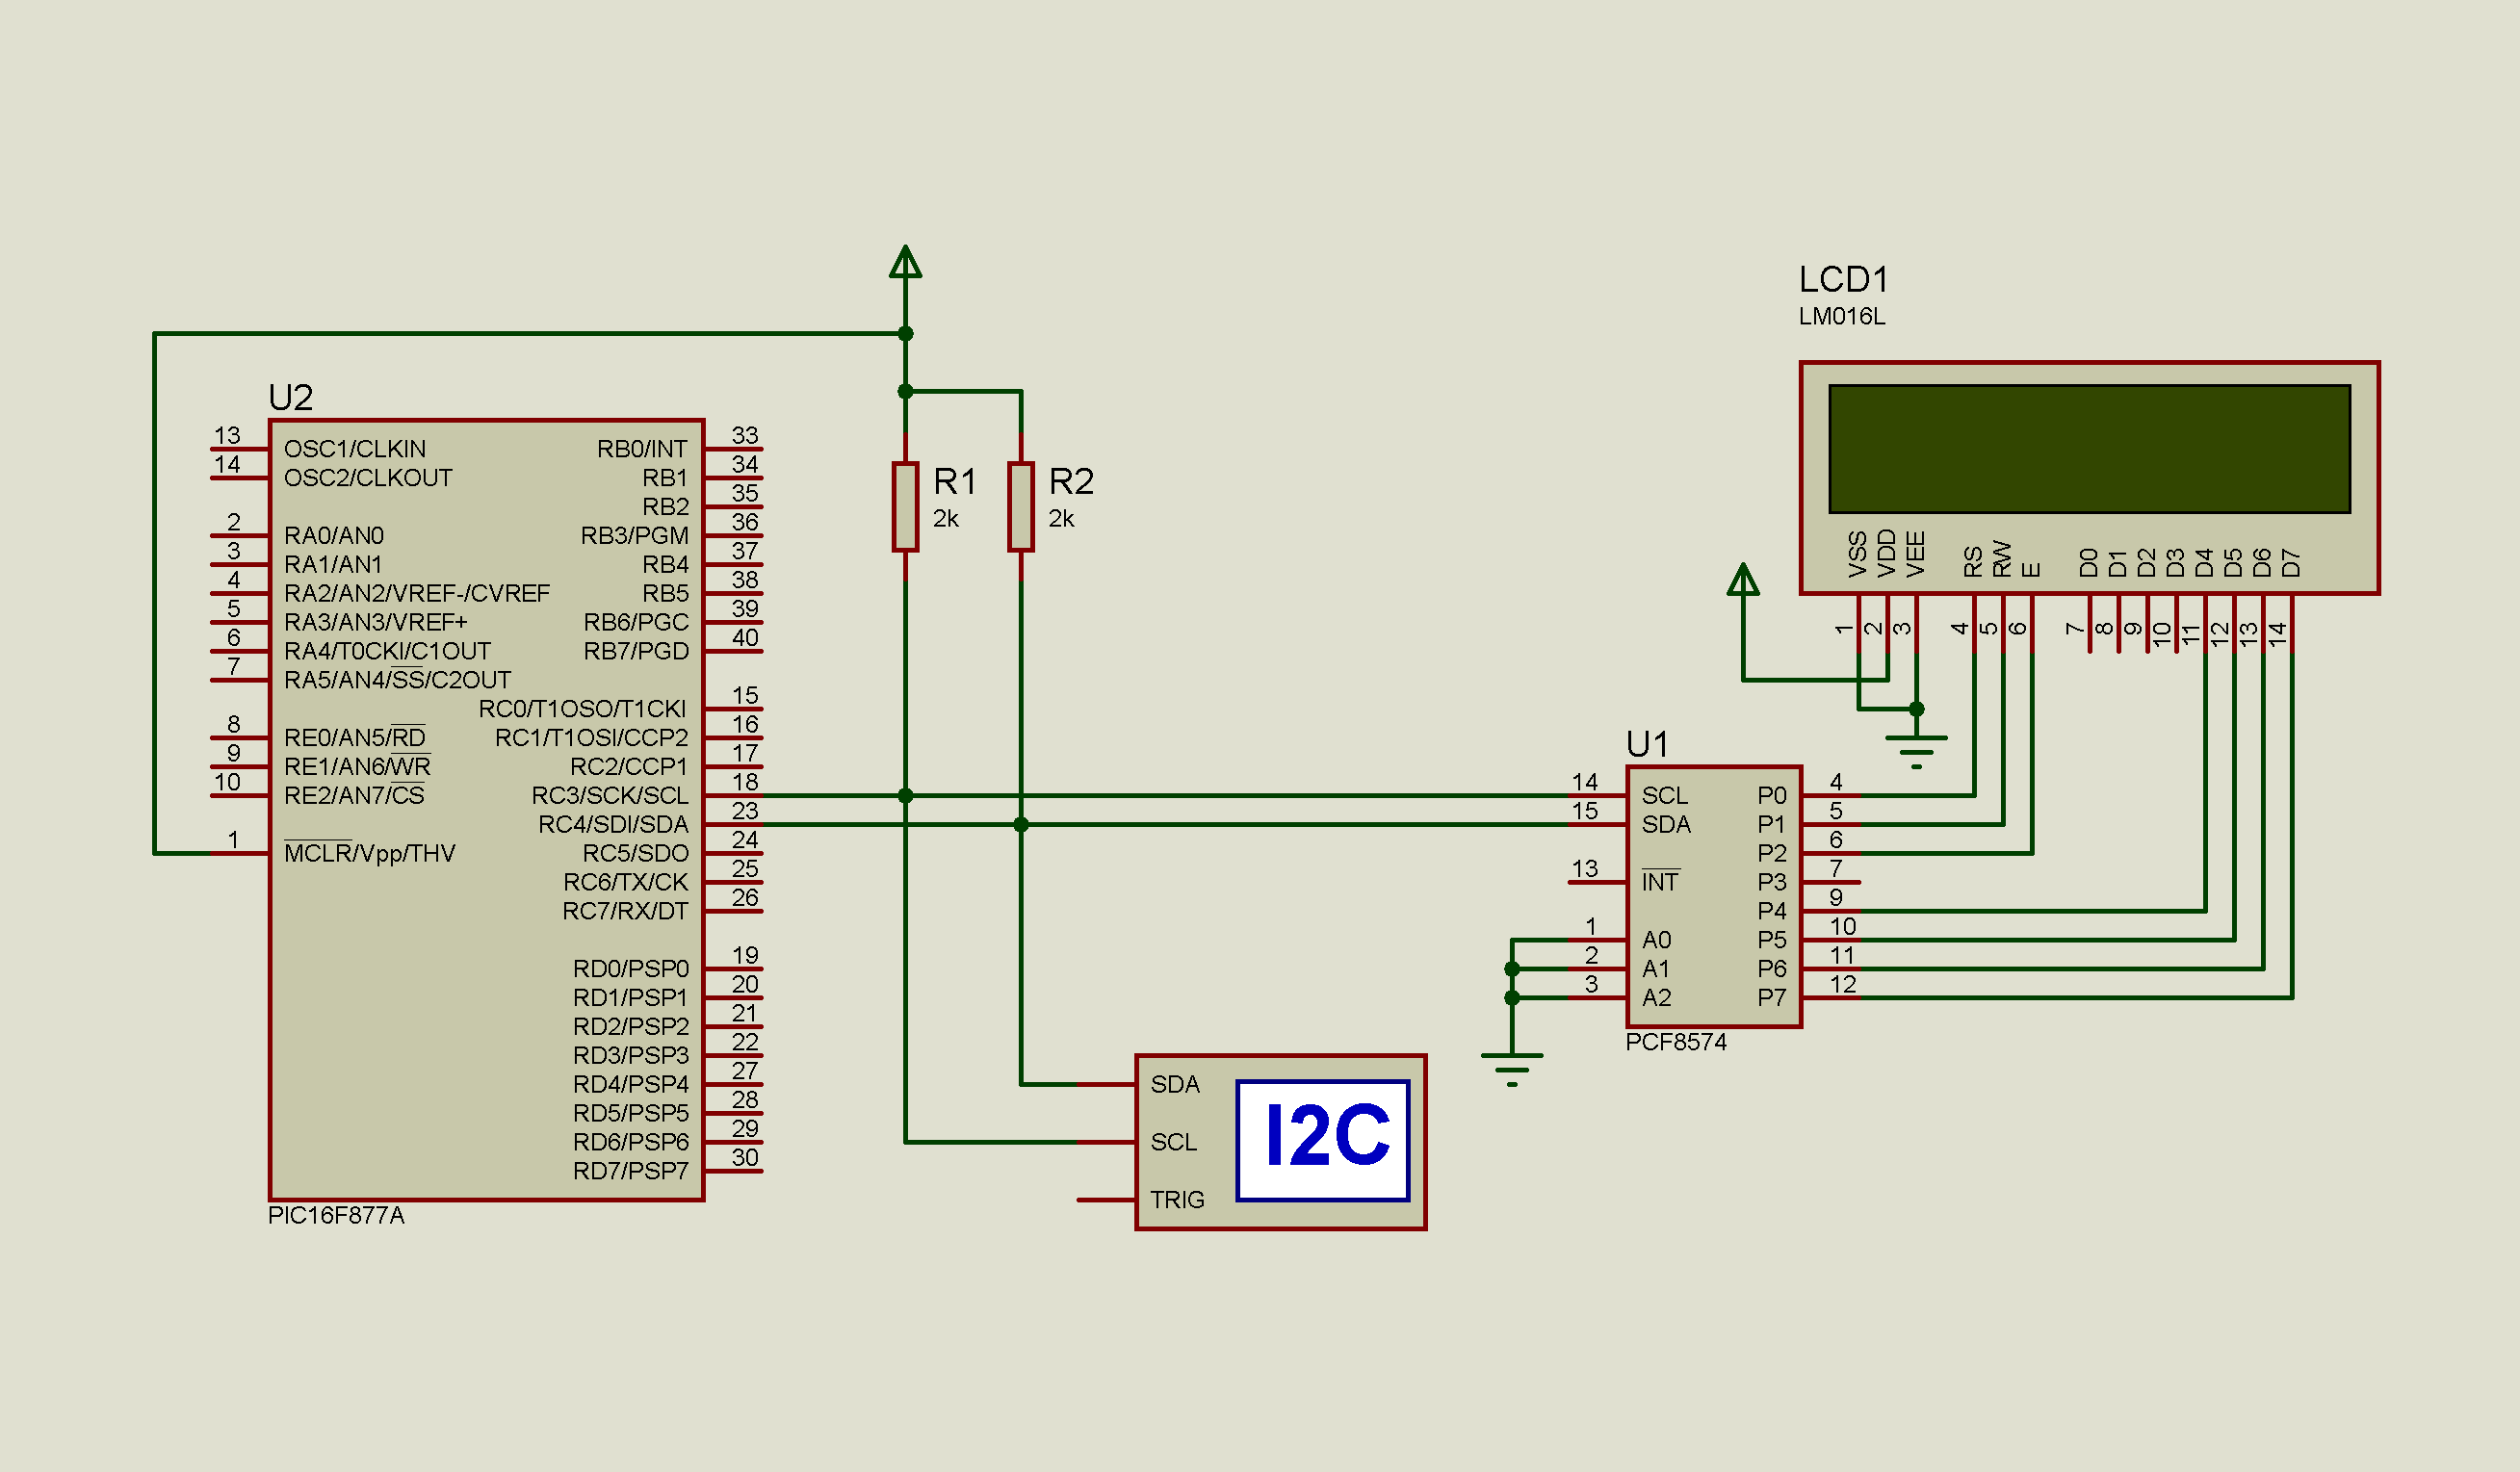 U2
13 OSC1/CLKIN
14 OSC2/CLKOUT
2 RA0/AN0
3 RA1/AN1
4 RA2/AN2/VREF-/CVREF
5 RA3/AN3/VREF+
6 RA4/T0CKI/C1OUT
7 RA5/AN4/SS/C2OUT
8 RE0/AN5/RD
9 RE1/AN6/WR
10 RE2/AN7/CS
1 MCLR/Vpp/THV
RB0/INT 33
RB1 34
RB2 35
RB3/PGM 36
RB4 37
RB5 38
RB6/PGC 39
RB7/PGD 40
RC0/T1OSO/T1CKI 15
RC1/T1OSI/CCP2 16
RC2/CCP1 17
RC3/SCK/SCL 18
RC4/SDI/SDA 23
RC5/SDO 24
RC6/TX/CK 25
RC7/RX/DT 26
RD0/PSP0 19
RD1/PSP1 20
RD2/PSP2 21
RD3/PSP3 22
RD4/PSP4 27
RD5/PSP5 28
RD6/PSP6 29
RD7/PSP7 30
PIC16F877A
R1
2k
R2
2k
SDA
SCL
TRIG
I2C
U1
14 SCL
15 SDA
13 INT
1 A0
2 A1
3 A2
P0 4
P1 5
P2 6
P3 7
P4 9
P5 10
P6 11
P7 12
PCF8574
LCD1
LM016L
VSS 1
VDD 2
VEE 3
RS 4
RW 5
E 6
D0 7
D1 8
D2 9
D3 10
D4 11
D5 12
D6 13
D7 14